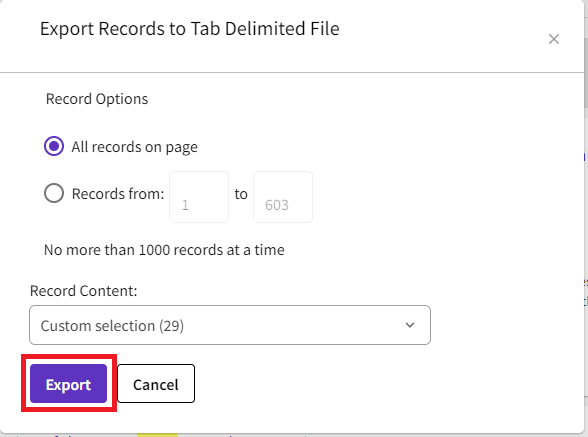 Export Records to Tab Delimited File
×
Record Options
All records on page
Records from: 1 to 603
No more than 1000 records at a time
Record Content:
Custom selection (29)
Export Cancel